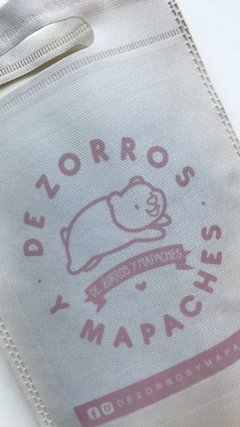 DE ZORROS
Y MAPACHES
DE ZORROS Y MAPACHES
DEZORROSYMAPA